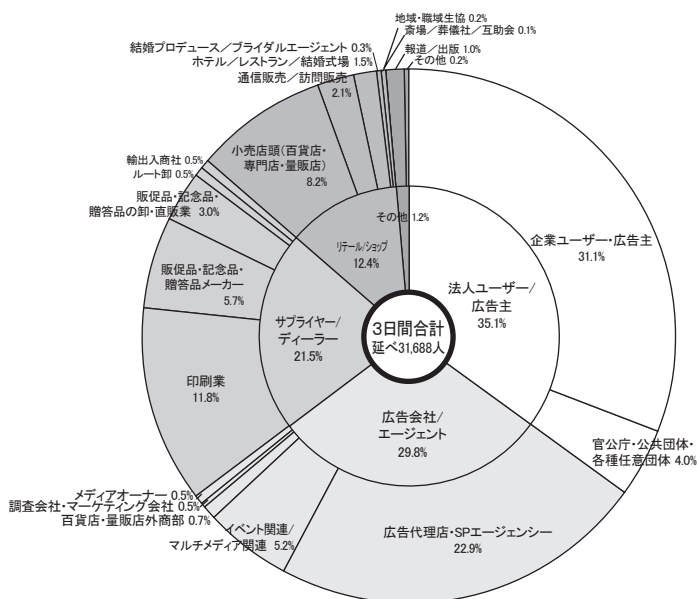 地域・職域生協 0.2%
斎場/葬儀社/互助会 0.1%
結婚プロデュース/ブライダルエージェント 0.3%
報道/出版 1.0%
ホテル/レストラン/結婚式場 1.5%
その他 0.2%
通信販売/訪問販売
2.1%
小売店頭(百貨店・
専門店・量販店)
8.2%
輸出入商社 0.5%
ルート卸 0.5%
販促品・記念品・
贈答品の卸・直販業 3.0%
販促品・記念品・
贈答品メーカー
5.7%
印刷業
11.8%
メディアオーナー 0.5%
調査会社・マーケティング会社 0.5%
百貨店・量販店外商部 0.7%
イベント関連/
マルチメディア関連 5.2%
広告代理店・SPエージェンシー
22.9%
官公庁・公共団体・
各種任意団体 4.0%
企業ユーザー・広告主
31.1%
その他 1.2%
リテール/ショップ
12.4%
法人ユーザー/
広告主
35.1%
サプライヤー/
ディーラー
21.5%
3日間合計
延べ31,688人
広告会社/
エージェント
29.8%